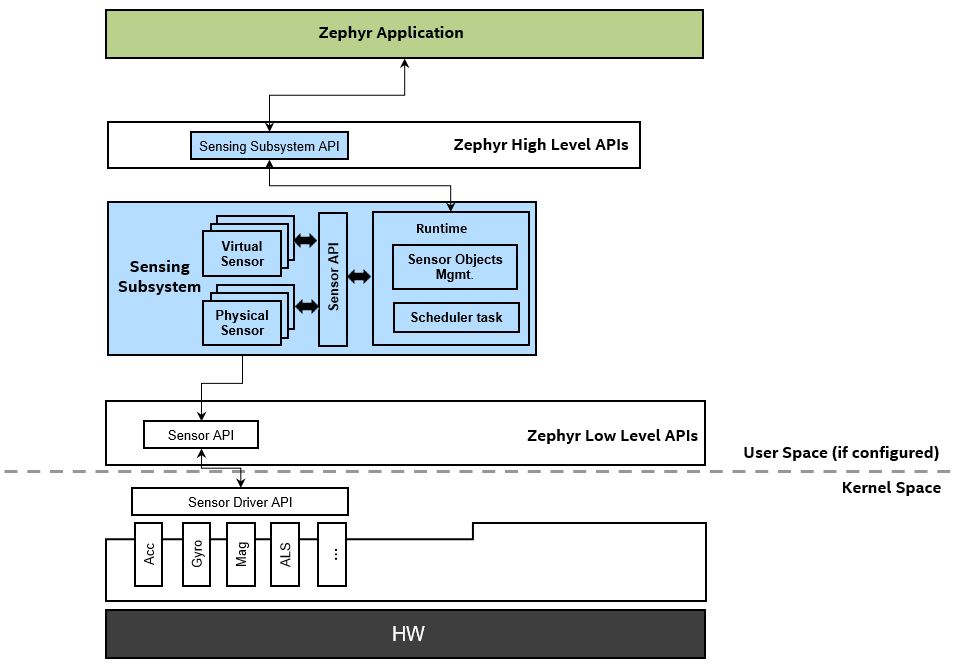 Zephyr Application
Sensing Subsystem API
Zephyr High Level APIs
Sensing
Subsystem
Virtual
Sensor
Physical
Sensor
Sensor API
Runtime
Sensor Objects
Mgmt.
Scheduler task
Sensor API
Zephyr Low Level APIs
User Space (if configured)
Kernel Space
Sensor Driver API
Acc
Gyro
Mag
ALS
...
HW